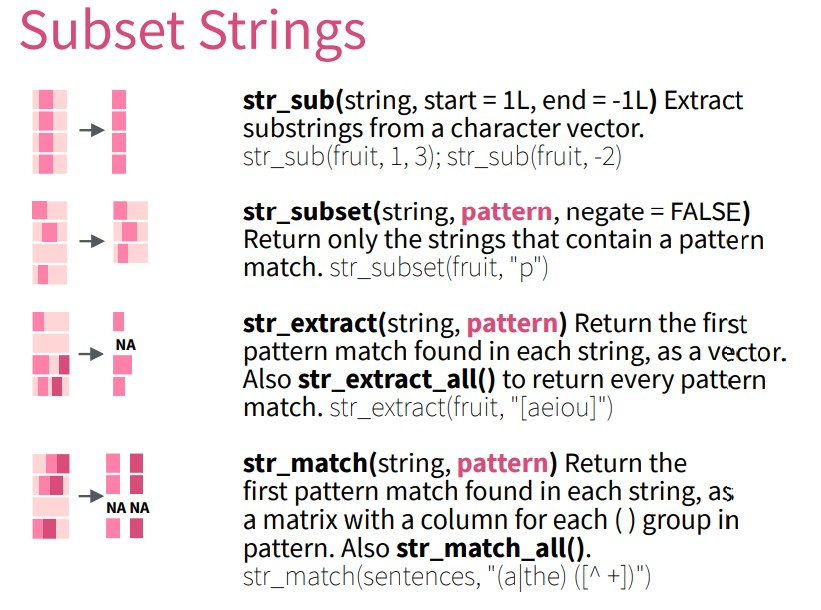 Subset Strings
str_sub(string, start = 1L, end = -1L) Extract
substrings from a character vector.
str_sub(fruit, 1, 3); str_sub(fruit, -2)
str_subset(string, pattern, negate = FALSE)
Return only the strings that contain a pattern
match. str_subset(fruit, "p")
NA
str_extract(string, pattern) Return the first
pattern match found in each string, as a vector.
Also str_extract_all() to return every pattern
match. str_extract(fruit, "[aeiou]")
NA NA
str_match(string, pattern) Return the
first pattern match found in each string, as
a matrix with a column for each ( ) group in
pattern. Also str_match_all().
str_match(sentences, "(a|the) ([^ +])")